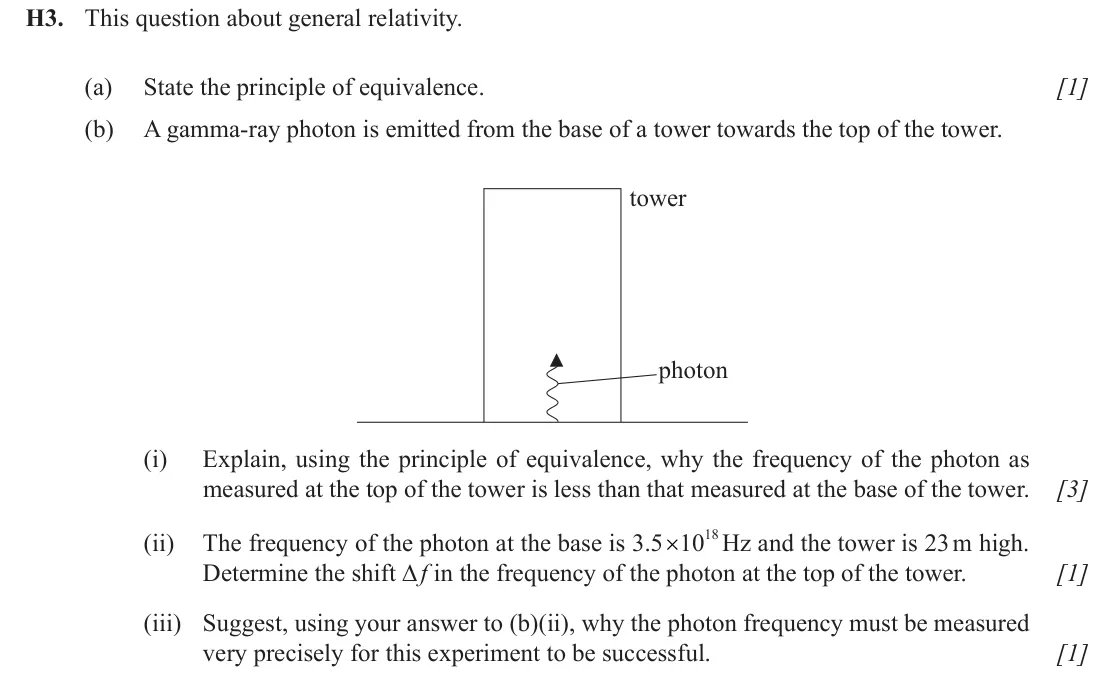 H3. This question about general relativity.
(a) State the principle of equivalence. [1]
(b) A gamma-ray photon is emitted from the base of a tower towards the top of the tower.
tower
photon
(i) Explain, using the principle of equivalence, why the frequency of the photon as
measured at the top of the tower is less than that measured at the base of the tower. [3]
(ii) The frequency of the photon at the base is 3.5×10¹⁸ Hz and the tower is 23 m high.
Determine the shift Δf in the frequency of the photon at the top of the tower. [1]
(iii) Suggest, using your answer to (b)(ii), why the photon frequency must be measured
very precisely for this experiment to be successful. [1]